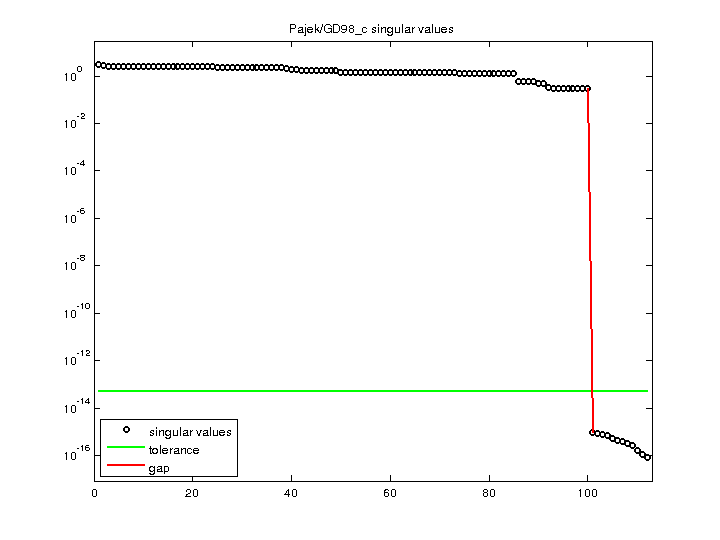 Pajek/GD98_c singular values
10^0
10^-2
10^-4
10^-6
10^-8
10^-10
10^-12
10^-14
10^-16
singular values
tolerance
gap
0 20 40 60 80 100